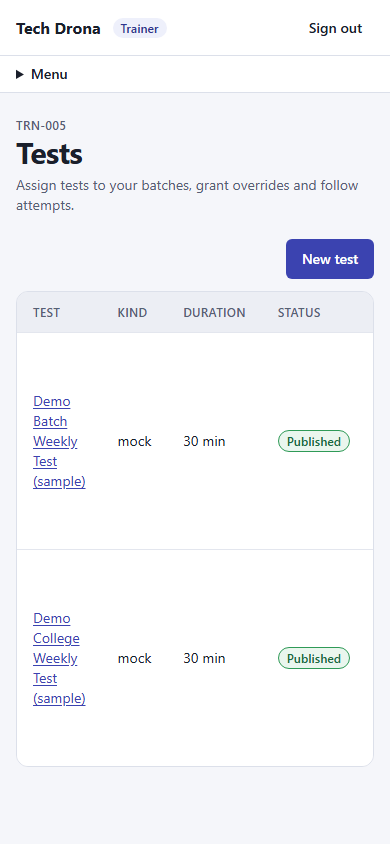 Tech Drona Trainer Sign out
Menu
TRN-005
Tests
Assign tests to your batches, grant overrides and follow
attempts.
New test
TEST KIND DURATION STATUS
Demo
Batch
Weekly
Test
(sample)
mock 30 min Published
Demo
College
Weekly
Test
(sample)
mock 30 min Published